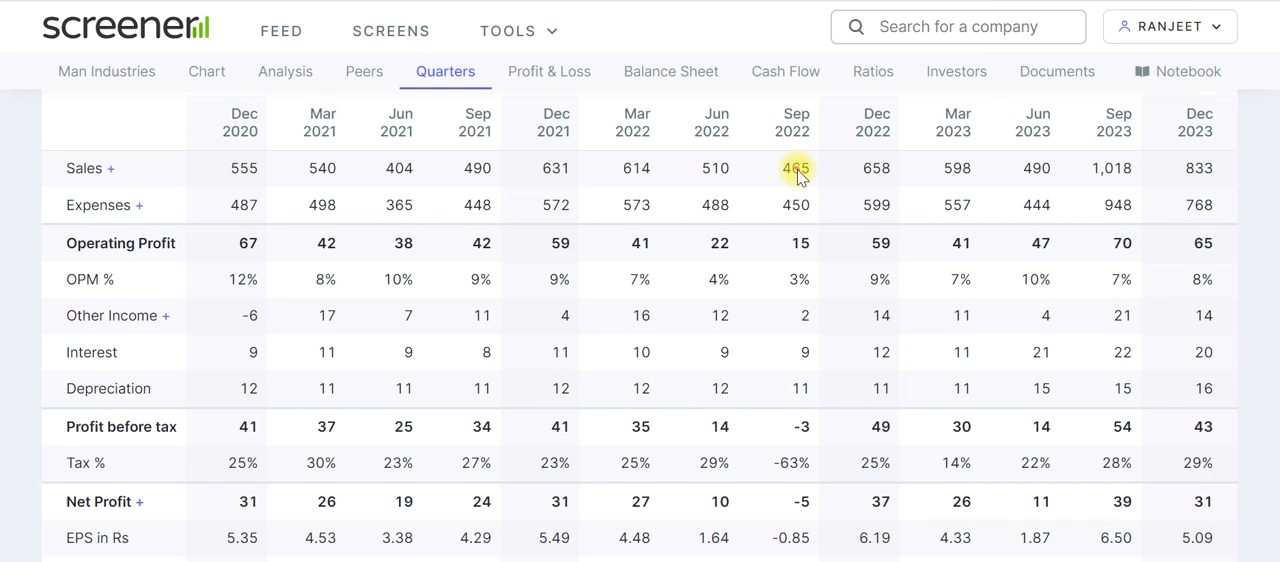 screener FEED SCREENS TOOLS Search for a company RANJEET
Man Industries Chart Analysis Peers Quarters Profit & Loss Balance Sheet Cash Flow Ratios Investors Documents Notebook
Dec Mar Jun Sep Dec Mar Jun Sep Dec Mar Jun Sep Dec
2020 2021 2021 2021 2021 2022 2022 2022 2022 2023 2023 2023 2023
Sales + 555 540 404 490 631 614 510 465 658 598 490 1,018 833
Expenses + 487 498 365 448 572 573 488 450 599 557 444 948 768
Operating Profit 67 42 38 42 59 41 22 15 59 41 47 70 65
OPM % 12% 8% 10% 9% 9% 7% 4% 3% 9% 7% 10% 7% 8%
Other Income + -6 17 7 11 4 16 12 2 14 11 4 21 14
Interest 9 11 9 8 11 10 9 9 12 11 21 22 20
Depreciation 12 11 11 11 12 12 12 11 11 11 15 15 16
Profit before tax 41 37 25 34 41 35 14 -3 49 30 14 54 43
Tax % 25% 30% 23% 27% 23% 25% 29% -63% 25% 14% 22% 28% 29%
Net Profit + 31 26 19 24 31 27 10 -5 37 26 11 39 31
EPS in Rs 5.35 4.53 3.38 4.29 5.49 4.48 1.64 -0.85 6.19 4.33 1.87 6.50 5.09